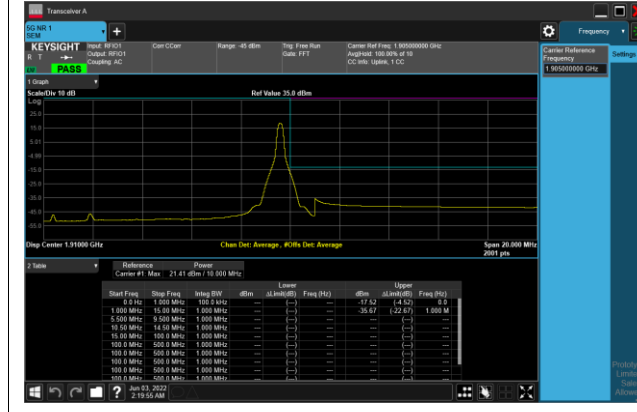 Transceiver A
5G NR 1
SEM
+
Frequency
KEYSIGHT
R T
PASS
Input: RFIO1
Output: RFIO1
Coupling: AC
Corr CCorr
Range: -45 dBm
Trig: Free Run
Gate: FFT
Carrier Ref Freq: 1.905000000 GHz
Avg|Hold: 100.00% of 10
CC Info: Uplink, 1 CC
Carrier Reference
Frequency
1.905000000 GHz
Settings
1 Graph
Scale/Div 10 dB
Ref Value 35.0 dBm
Log
25.0
15.0
5.01
-4.99
-15.0
-25.0
-35.0
-45.0
-55.0
Disp Center 1.91000 GHz
Chan Det: Average , #Offs Det: Average
Span 20.000 MHz
2001 pts
2 Table
Reference Power
Carrier #1 Max 21.41 dBm / 10.000 MHz
Lower Upper
Start Freq Stop Freq Integ BW dBm ΔLimit(dB) Freq (Hz) dBm ΔLimit(dB) Freq (Hz)
0.0 Hz 1.000 MHz 100.0 kHz --- (---) --- -17.52 (-4.52) 0.0
1.000 MHz 15.00 MHz 1.000 MHz --- (---) --- -35.67 (-22.67) 1.000 M
5.500 MHz 9.500 MHz 1.000 MHz --- (---) --- --- (---) ---
10.50 MHz 14.50 MHz 1.000 MHz --- (---) --- --- (---) ---
15.00 MHz 100.0 MHz 1.000 MHz --- (---) --- --- (---) ---
100.0 MHz 500.0 MHz 1.000 MHz --- (---) --- --- (---) ---
100.0 MHz 500.0 MHz 1.000 MHz --- (---) --- --- (---) ---
100.0 MHz 500.0 MHz 1.000 MHz --- (---) --- --- (---) ---
100.0 MHz 500.0 MHz 1.000 MHz --- (---) --- --- (---) ---
100.0 MHz 500.0 MHz 1.000 MHz --- (---) --- --- (---) ---
?
Jun 03, 2022
2:19:55 AM